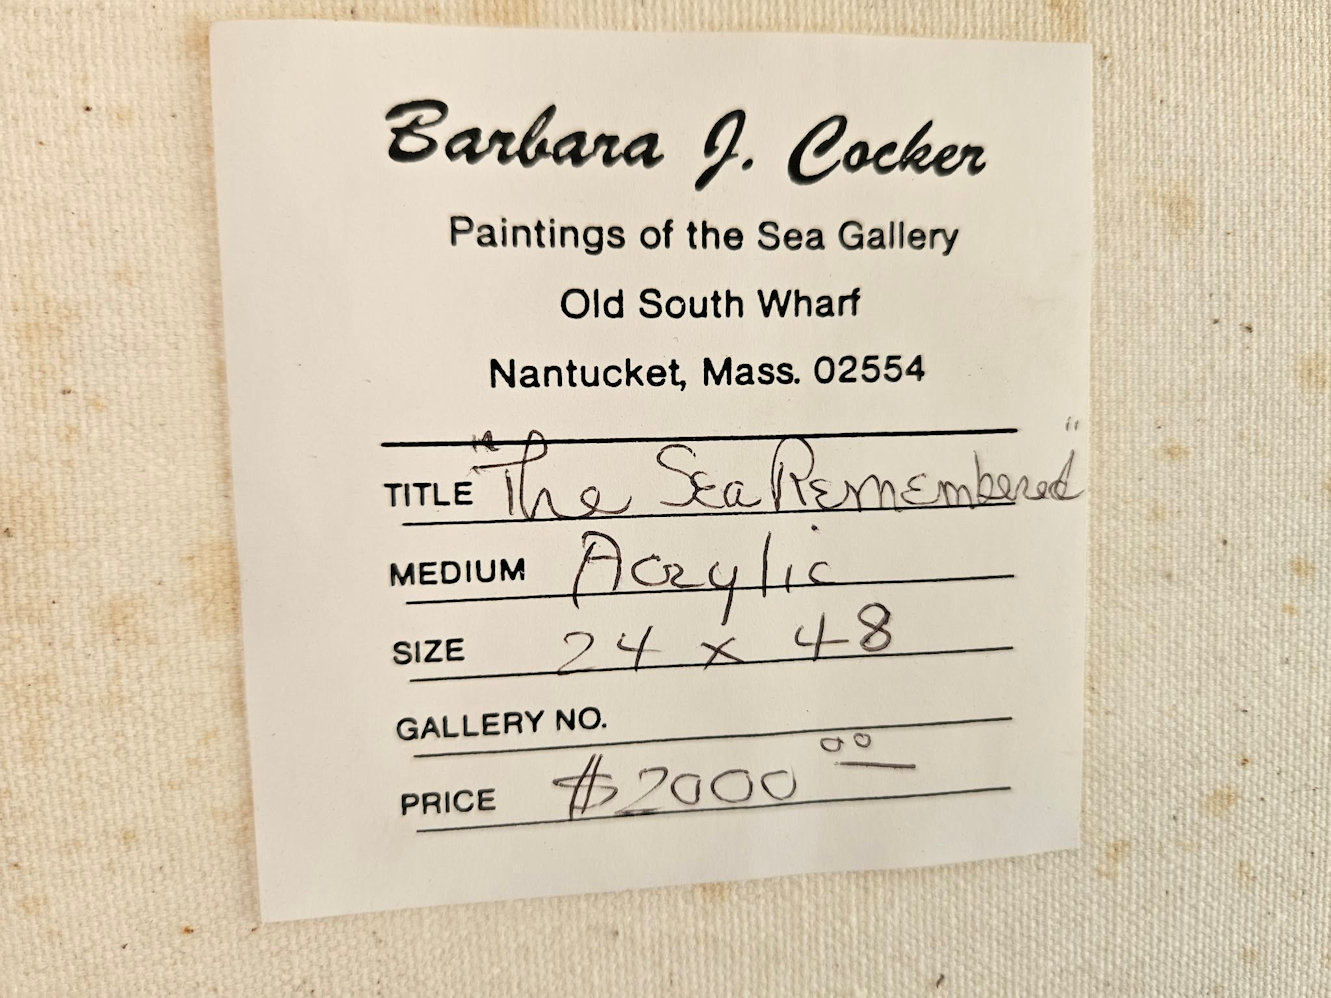 Barbara J. Cocker
Paintings of the Sea Gallery
Old South Wharf
Nantucket, Mass. 02554
TITLE "The Sea Remembered"
MEDIUM Acrylic
SIZE 24 x 48
GALLERY NO.
PRICE $2000 00